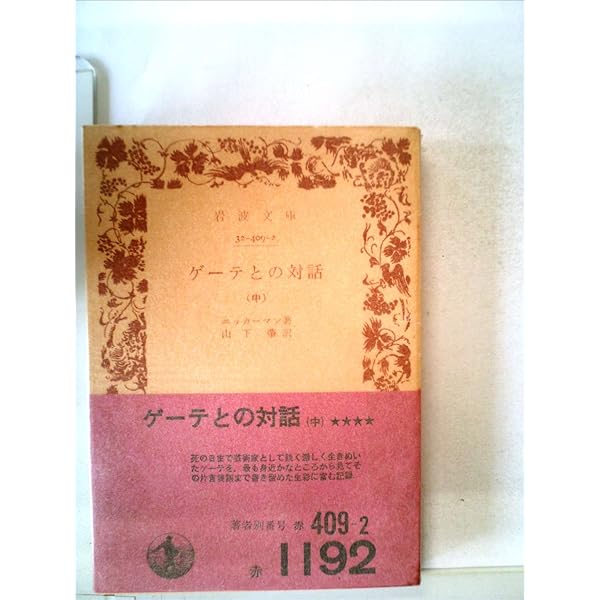 岩波文庫
32-409-2
ゲーテとの対話
(中)
エッカーマン著
山下肇訳
ゲーテとの対話(中)★★★★
死の日まで芸術家として鋭く激しく生きぬい
たゲーテを、最も身近かなところから見てそ
の片言隻語まで書き留めた生彩に富む記録
著者別番号 赤 409-2
赤 1192